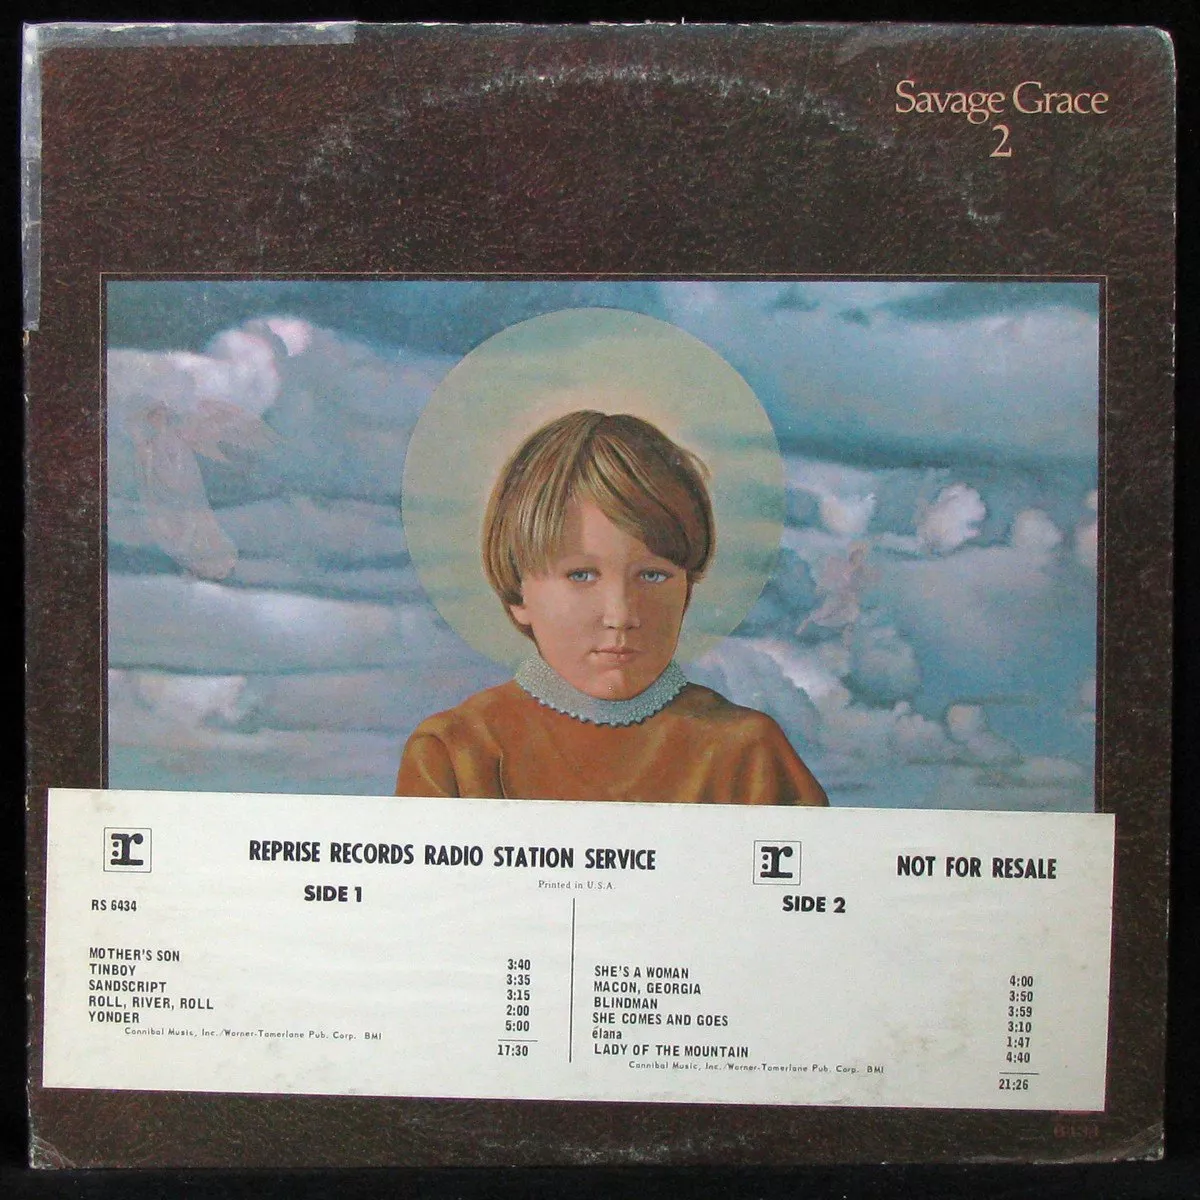 Savage Grace
2
r
REPRISE RECORDS RADIO STATION SERVICE
Printed in U.S.A.
r
NOT FOR RESALE
SIDE 1
SIDE 2
RS 6434
MOTHER'S SON 3:40
TINBOY 3:35
SANDSCRIPT 3:15
ROLL, RIVER, ROLL 2:00
YONDER 5:00
Cannibal Music, Inc./Warner-Tamerlane Pub. Corp. BMI
17:30
SHE'S A WOMAN 4:00
MACON, GEORGIA 3:50
BLINDMAN 3:59
SHE COMES AND GOES 3:10
élana 1:47
LADY OF THE MOUNTAIN 4:40
Cannibal Music, Inc./Warner-Tamerlane Pub. Corp. BMI
21:26
6434